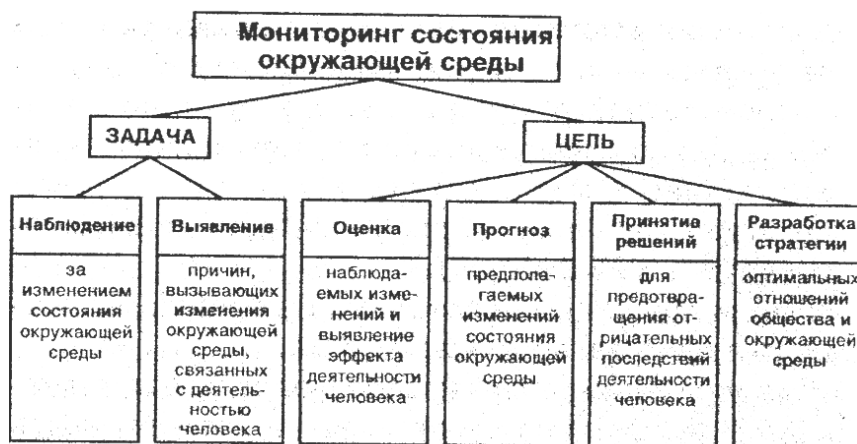 Мониторинг состояния
окружающей среды
ЗАДАЧА
ЦЕЛЬ
Наблюдение
за
изменением
состояния
окружающей
среды
Выявление
причин,
вызывающих
изменения
окружающей
среды,
связанных
с деятель-
ностью
человека
Оценка
наблюда-
емых изме-
нений и
выявление
эффекта
деятельности
человека
Прогноз
предпола-
гаемых
изменений
состояния
окружающей
среды
Принятие
решений
для
предотвра-
щения от-
рицательных
последствий
деятельности
человека
Разработка
стратегии
оптимальных
отношений
общества и
окружающей
среды